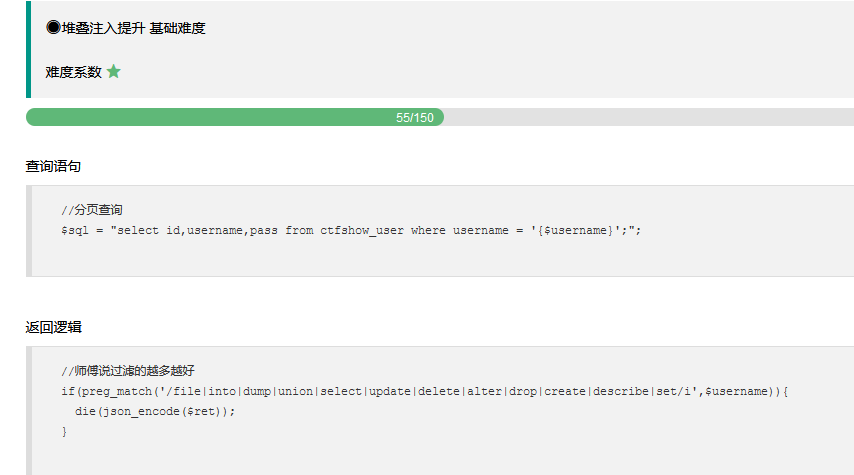 ◉堆叠注入提升 基础难度
难度系数 ★
55/150
查询语句
//分页查询
$sql = "select id,username,pass from ctfshow_user where username = '{$username}';";
返回逻辑
//师傅说过滤的越多越好
if(preg_match('/file|into|dump|union|select|update|delete|alter|drop|create|describe|set/i',$username)){
die(json_encode($ret));
}